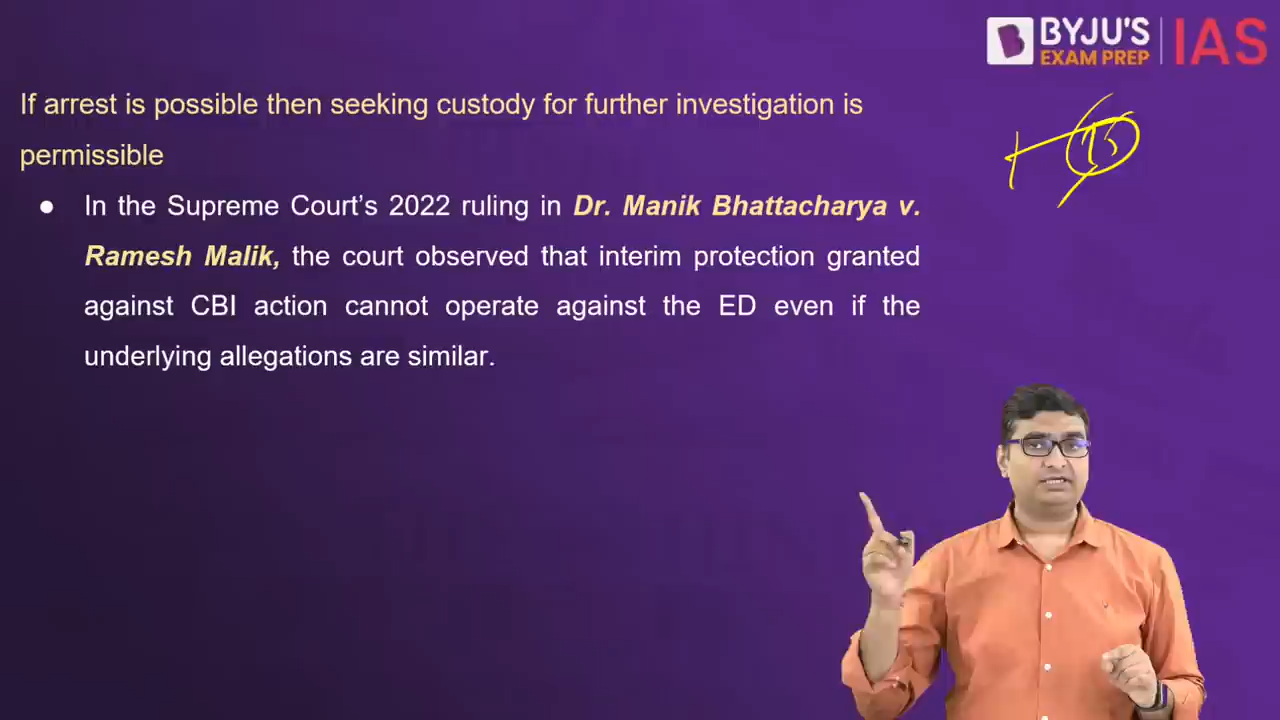 BYJU'S
EXAM PREP
IAS
If arrest is possible then seeking custody for further investigation is
permissible
● In the Supreme Court’s 2022 ruling in Dr. Manik Bhattacharya v.
Ramesh Malik, the court observed that interim protection granted
against CBI action cannot operate against the ED even if the
underlying allegations are similar.
15